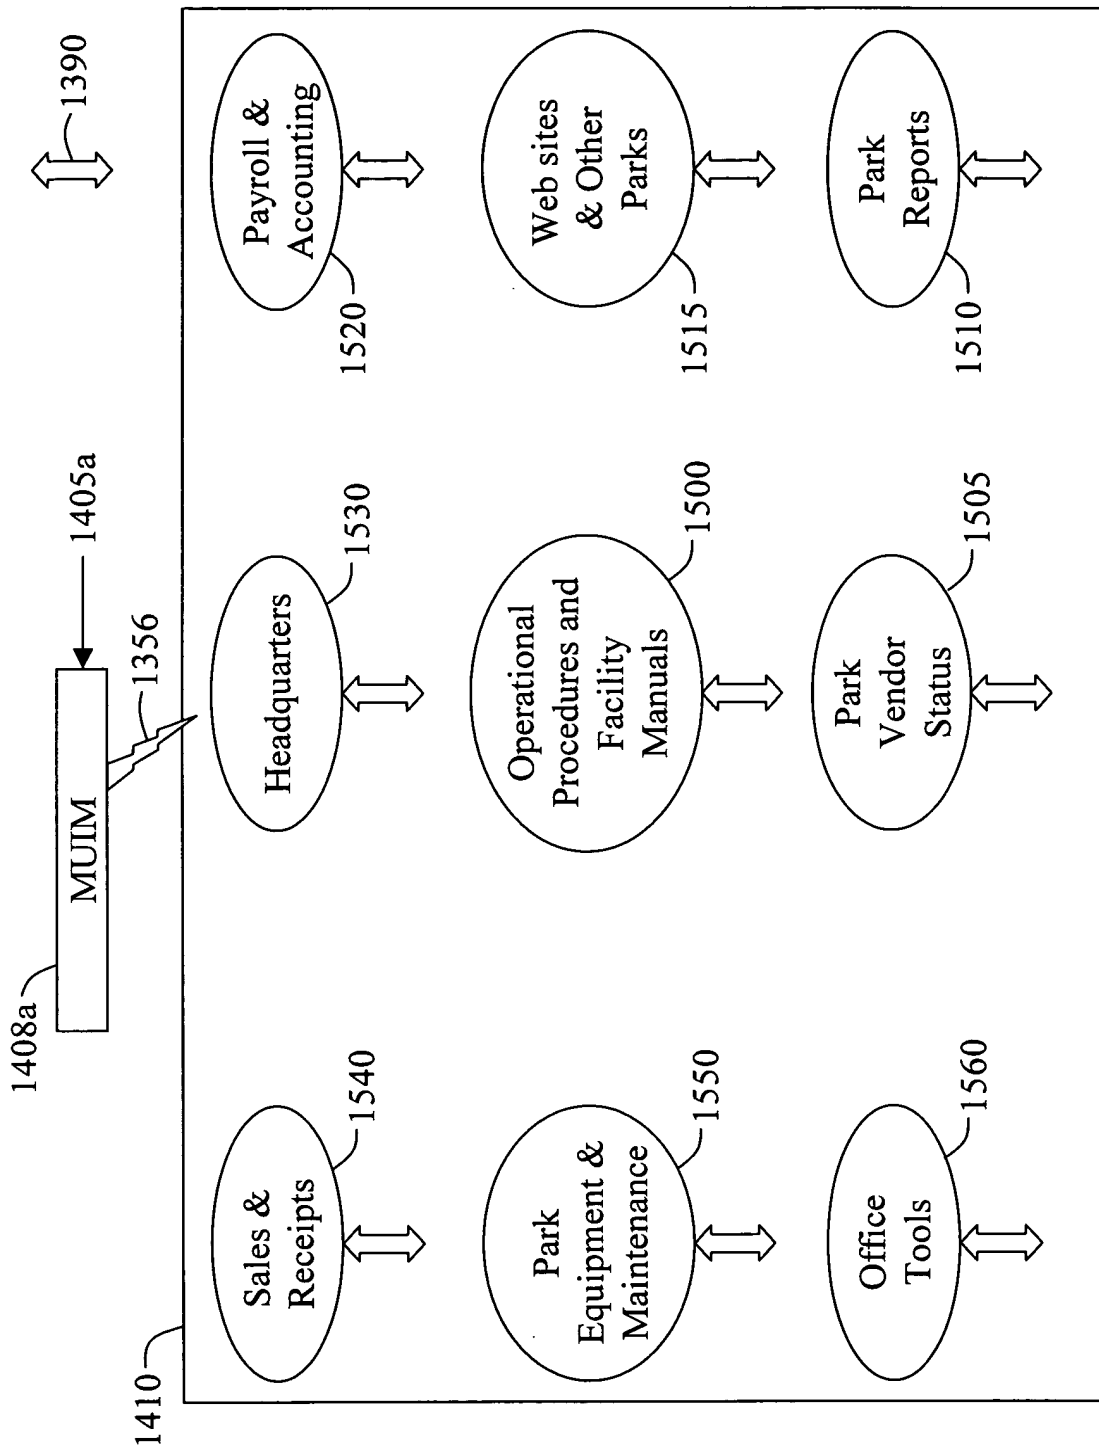 1408a
MUIM
1405a
1390
1356
1410
Sales &
Receipts
1540
Headquarters
1530
Payroll &
Accounting
1520
Park
Equipment &
Maintenance
1550
Operational
Procedures and
Facility
Manuals
1500
Web sites
& Other
Parks
1515
Office
Tools
1560
Park
Vendor
Status
1505
Park
Reports
1510